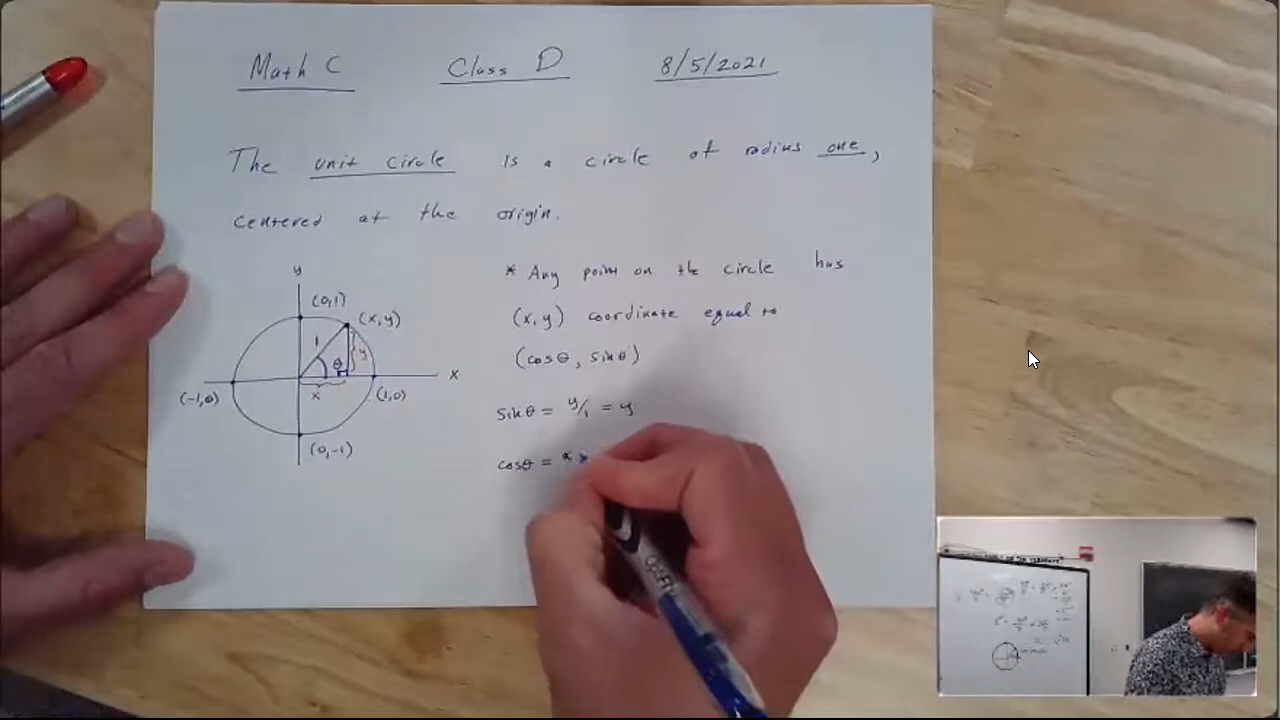 Math C Class D 8/5/2021
The unit circle is a circle of radius one,
centered at the origin.
* Any point on the circle has
(x,y) coordinate equal to
(cosθ, sinθ)
sinθ = y/1 = y
cosθ = x
y
(0,1)
(x,y)
1
θ
y
x
x
(-1,0)
(1,0)
(0,-1)